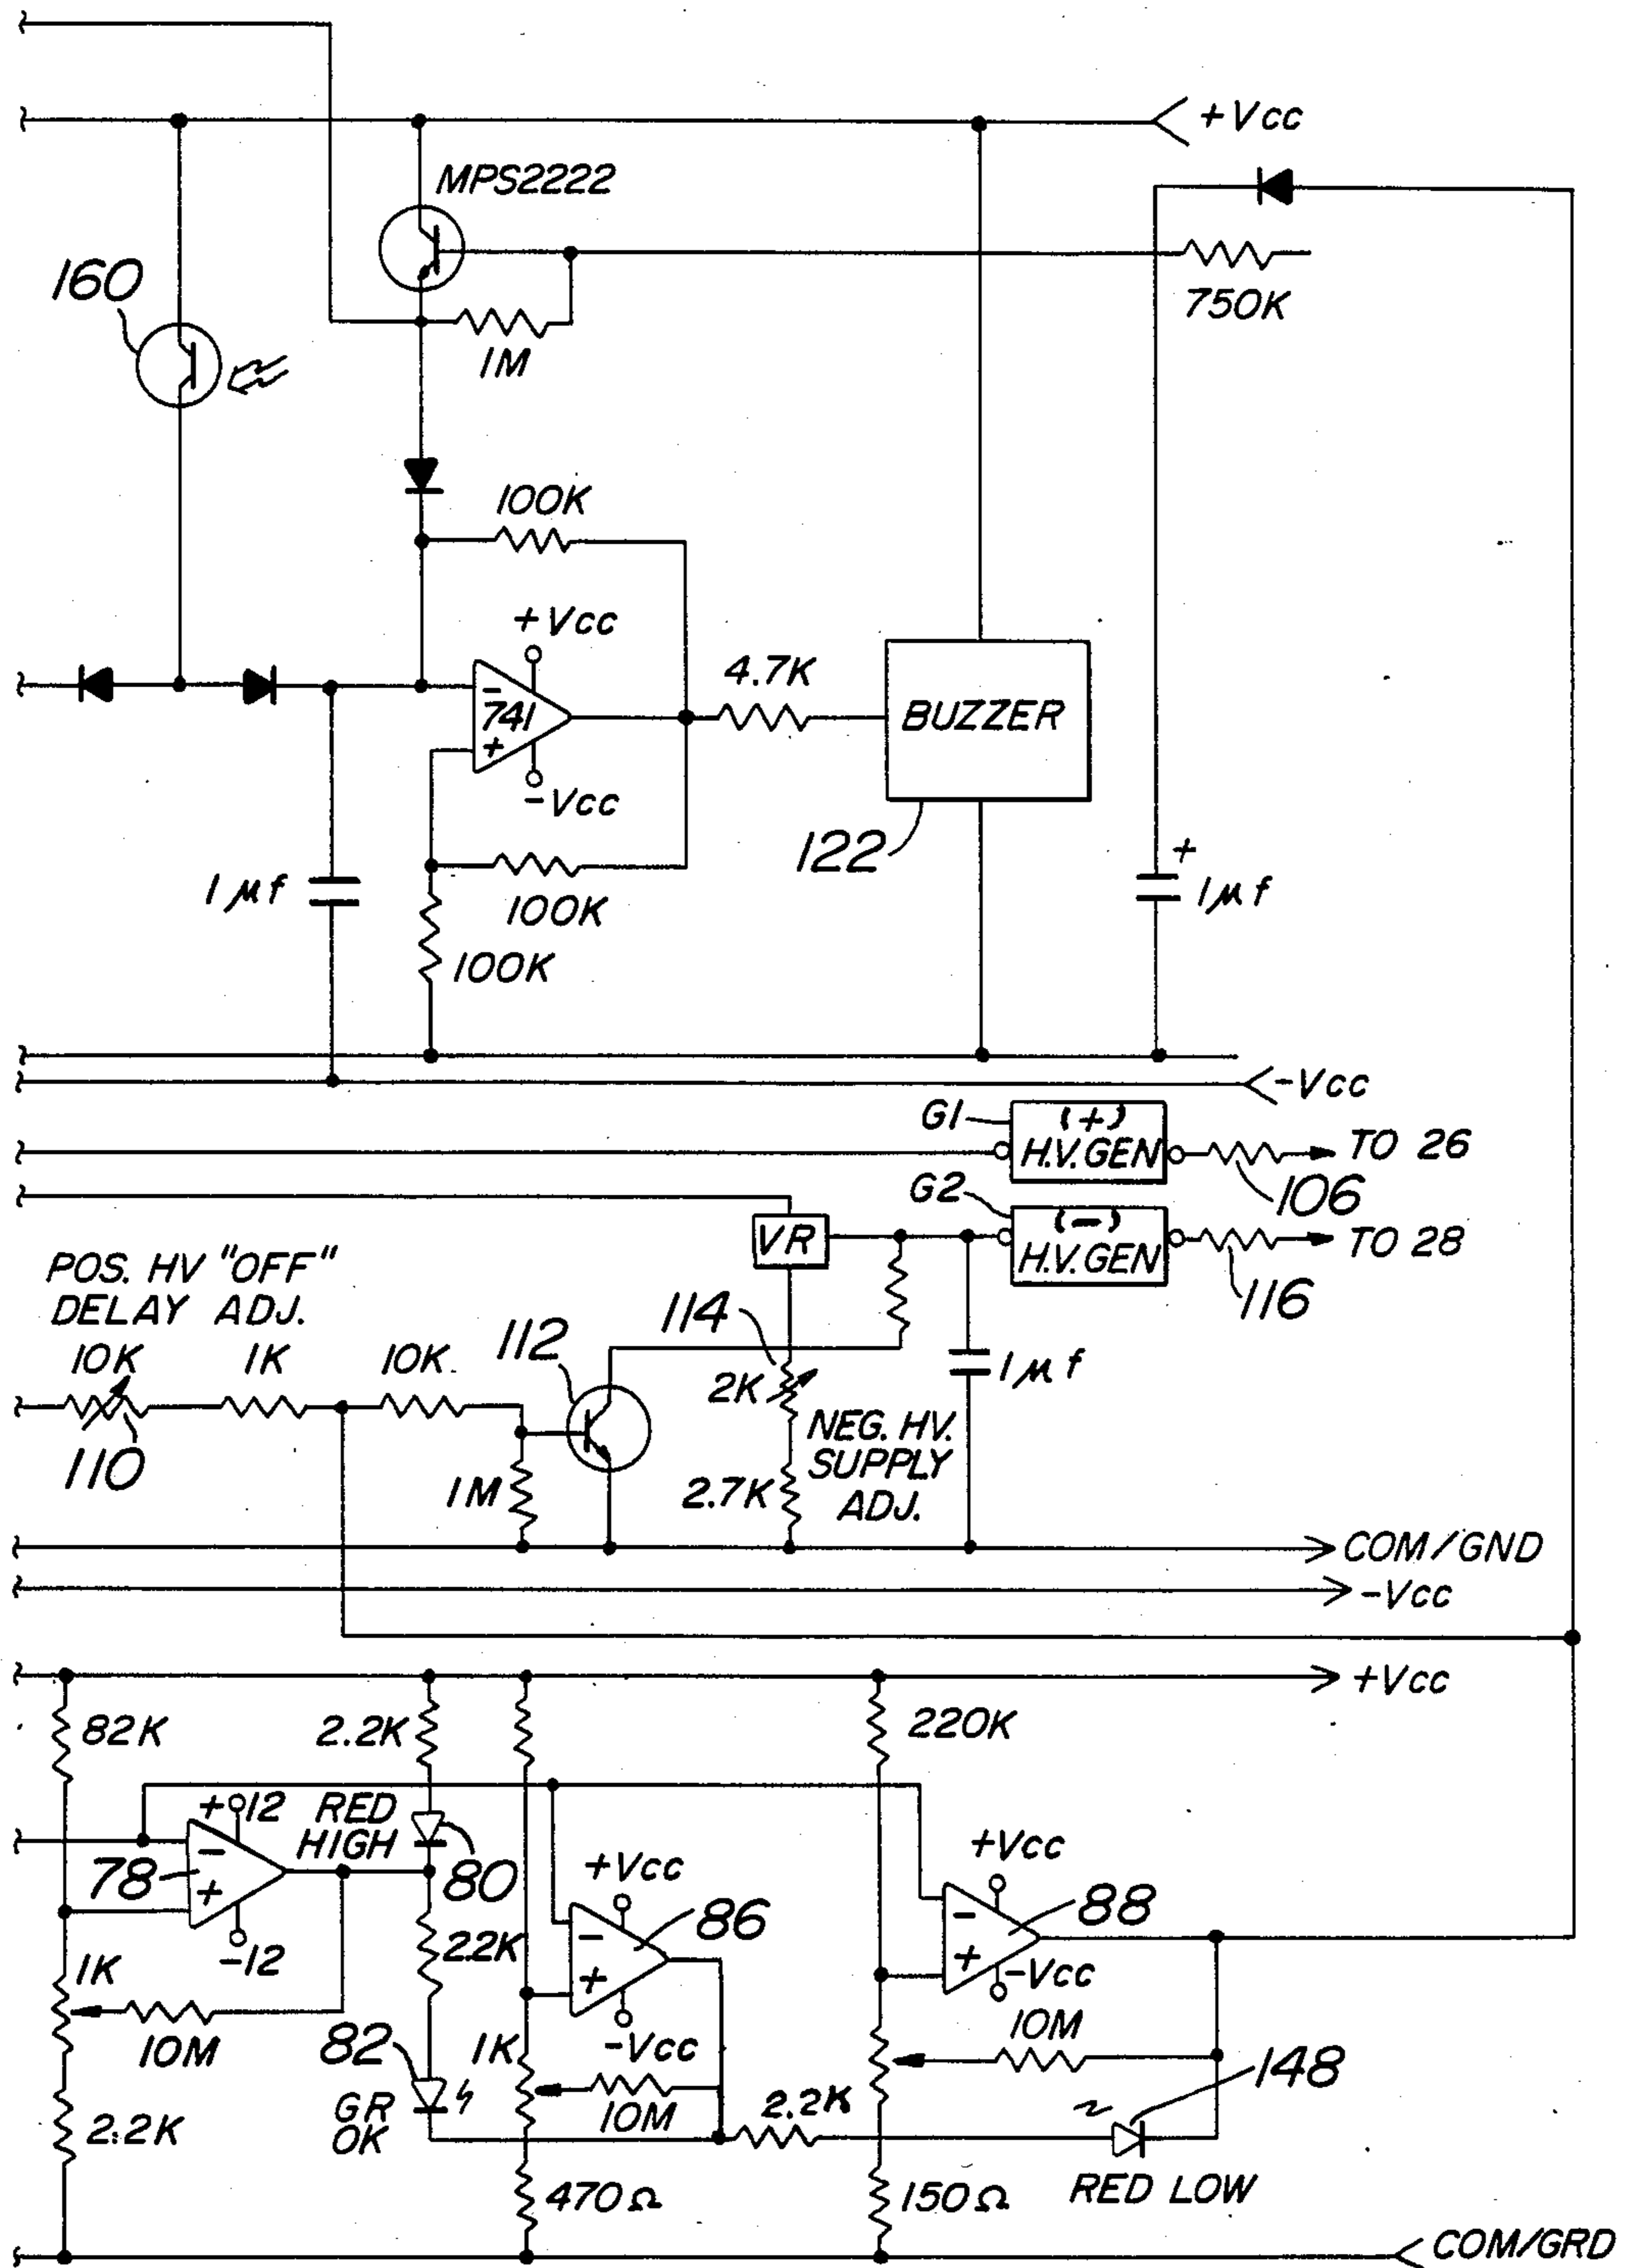 +Vcc
MPS2222
160
750K
1M
100K
+Vcc
4.7K
-
741
+
BUZZER
-Vcc
122
+
1μf
1μf
100K
100K
-Vcc
G1
(+)
H.V.GEN
TO 26
106
G2
(-)
H.V.GEN
VR
TO 28
116
POS. HV "OFF"
DELAY ADJ.
114
112
10K
1K
10K
1μf
2K
NEG. HV.
SUPPLY
ADJ.
110
1M
2.7K
COM/GND
-Vcc
+Vcc
82K
2.2K
220K
+12
RED
HIGH
-
78
+
80
+Vcc
+Vcc
86
88
-
+
-
+
-12
22K
-Vcc
1K
10M
10M
82
1K
-Vcc
148
10M
2.2K
GR
OK
2.2K
RED LOW
470Ω
150Ω
COM/GRD